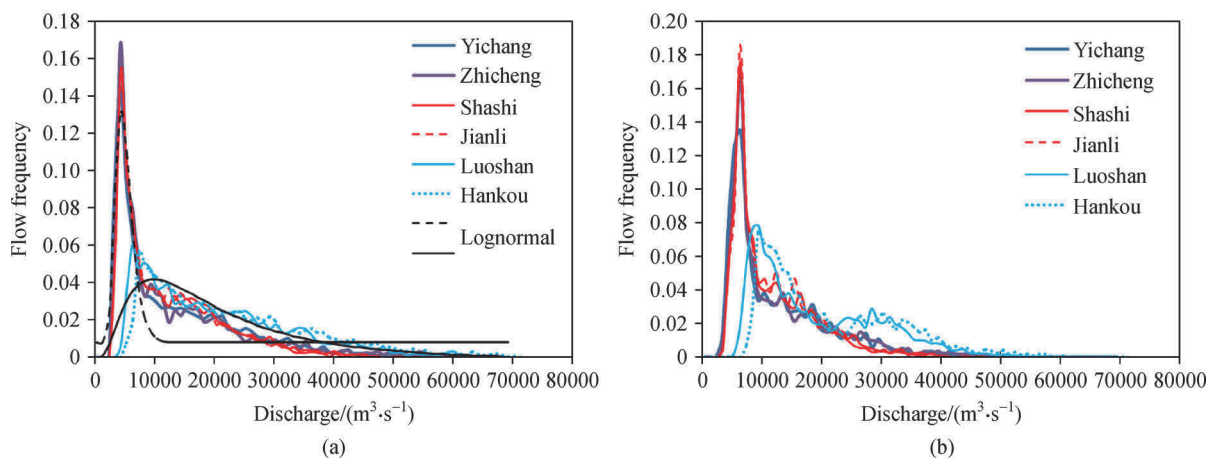 0.18
0.16
0.14
0.12
0.10
0.08
0.06
0.04
0.02
0
Flow frequency
Yichang
Zhicheng
Shashi
Jianli
Luoshan
Hankou
Lognormal
0 10000 20000 30000 40000 50000 60000 70000 80000
Discharge/(m³·s⁻¹)
(a)
0.20
0.18
0.16
0.14
0.12
0.10
0.08
0.06
0.04
0.02
0.00
Flow frequency
Yichang
Zhicheng
Shashi
Jianli
Luoshan
Hankou
0 10000 20000 30000 40000 50000 60000 70000 80000
Discharge/(m³·s⁻¹)
(b)